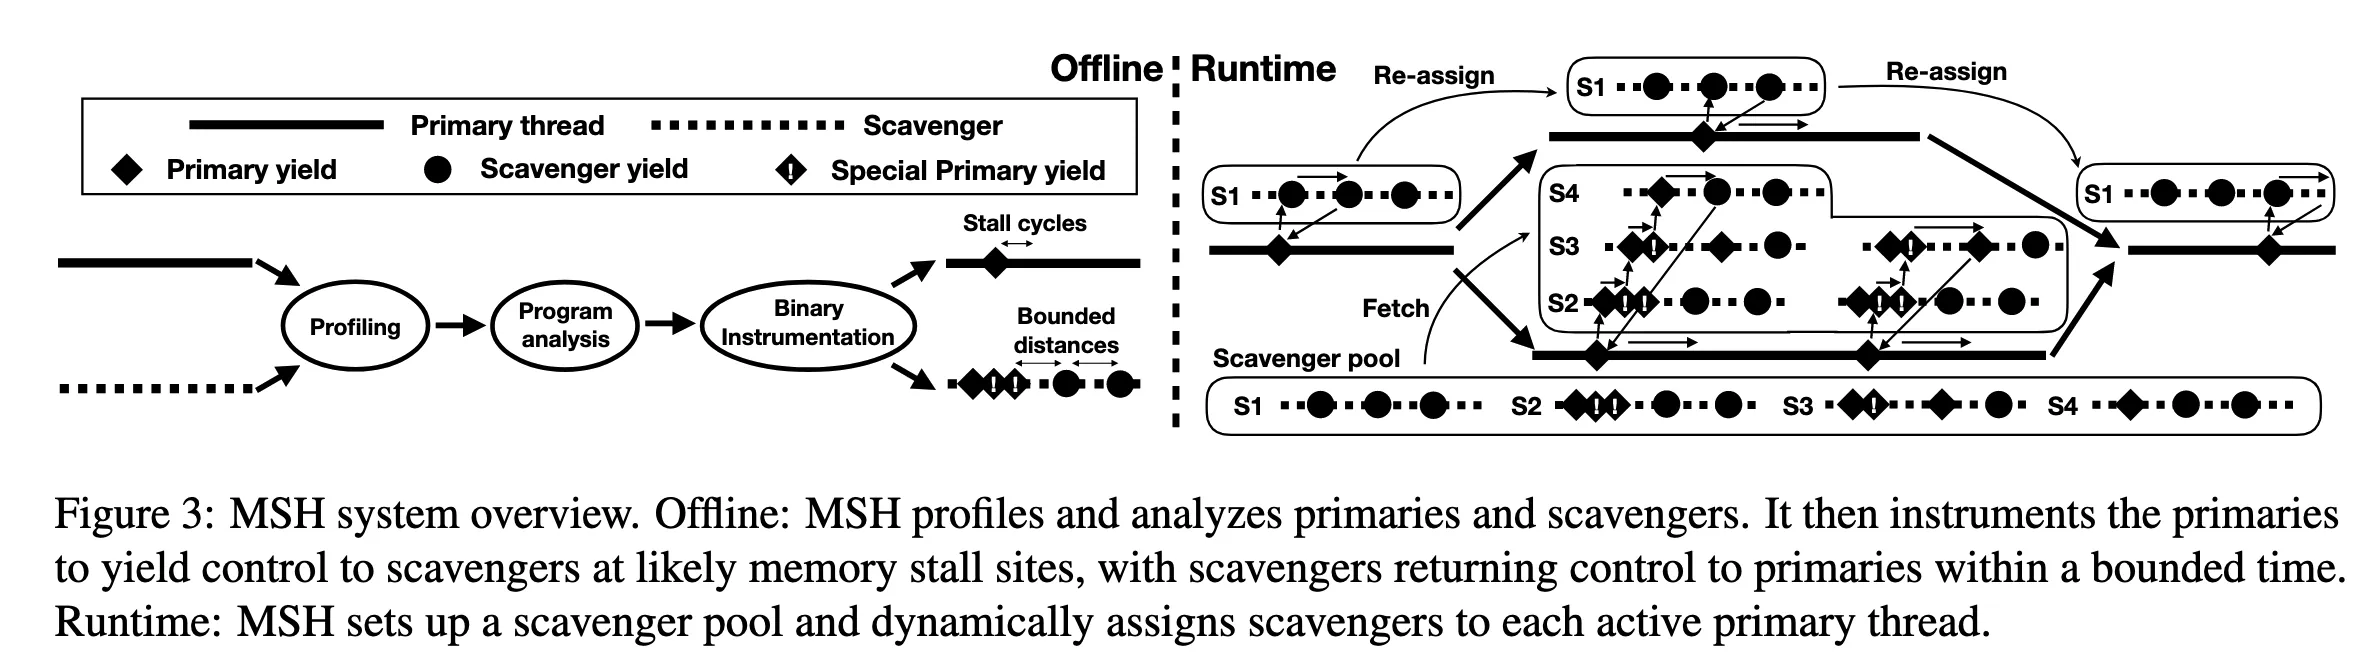 Offline
Runtime
Primary thread
Scavenger
Primary yield
Scavenger yield
!
Special Primary yield
Stall cycles
Profiling
Program
analysis
Binary
Instrumentation
Bounded
distances
! !
Re-assign
S1
Re-assign
S1
S1
S4
S3 ! !
S2 ! ! ! !
Fetch
Scavenger pool
S1 S2 ! ! S3 ! S4
Figure 3: MSH system overview. Offline: MSH profiles and analyzes primaries and scavengers. It then instruments the primaries
to yield control to scavengers at likely memory stall sites, with scavengers returning control to primaries within a bounded time.
Runtime: MSH sets up a scavenger pool and dynamically assigns scavengers to each active primary thread.